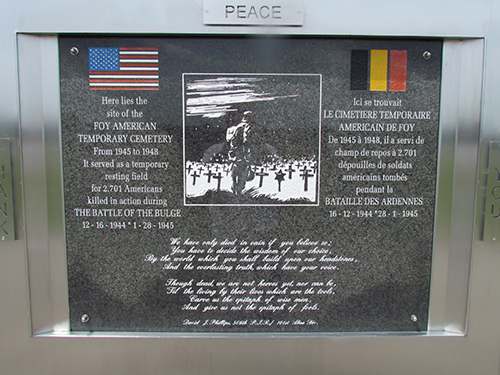 PEACE
Here lies the
site of the
FOY AMERICAN
TEMPORARY CEMETERY
From 1945 to 1948
It served as a temporary
resting field
for 2.701 Americans
killed in action during
THE BATTLE OF THE BULGE
12 - 16 - 1944 * 1 - 28 - 1945
Ici se trouvait
LE CIMETIERE TEMPORAIRE
AMERICAIN DE FOY
De 1945 à 1948, il a servi de
champ de repos à 2.701
dépouilles de soldats
américains tombés
pendant la
BATAILLE DES ARDENNES
16 - 12 - 1944 * 28 - 1 - 1945
We have only died in vain if you believe so;
You have to decide the wisdom of our choice,
By the world which you shall build upon our headstones,
And the everlasting truth, which have your voice.
Though dead, we are not heroes yet, nor can be,
Til' the living by their lives which are the tools,
Carve us the epitaph of wise men,
And give us not the epitaph of fools.
David J. Phillips, 506th P.I.R./ 101st Abn Div.